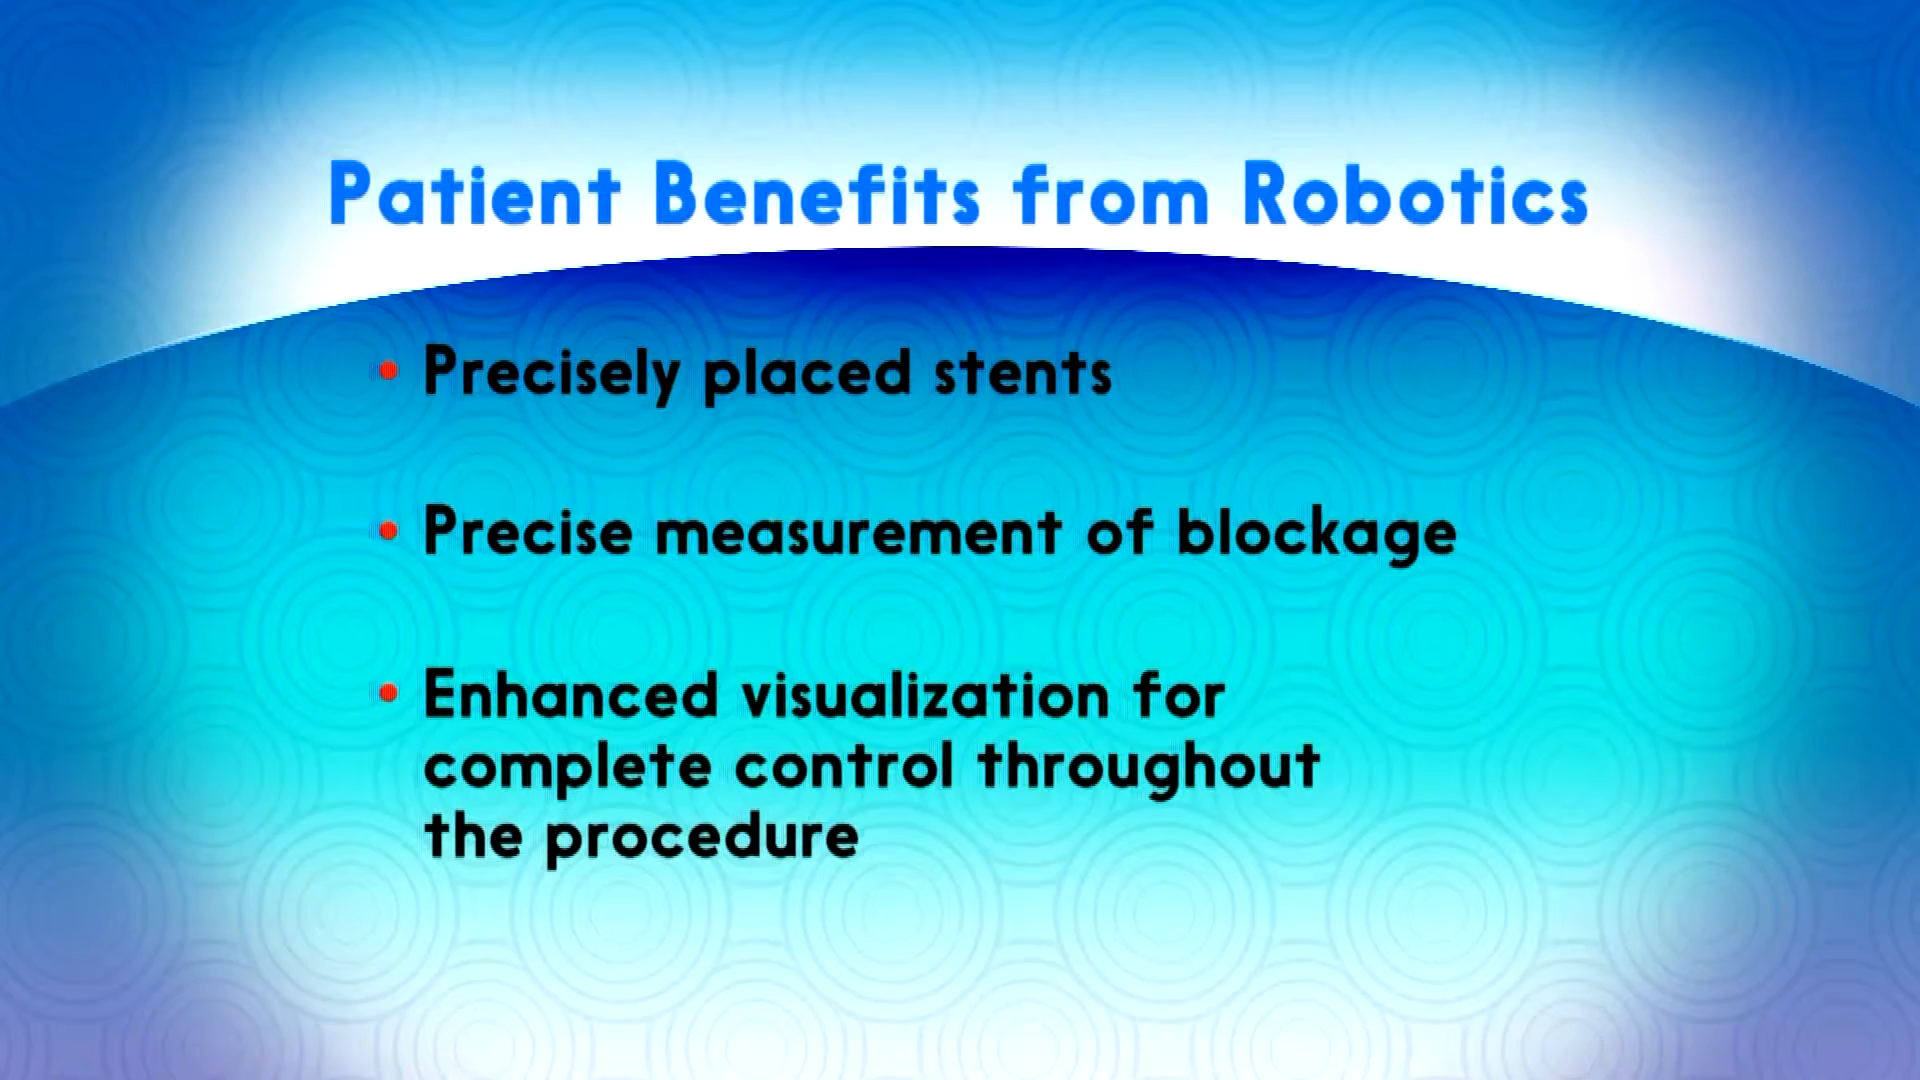 Patient Benefits from Robotics
• Precisely placed stents
• Precise measurement of blockage
• Enhanced visualization for
complete control throughout
the procedure